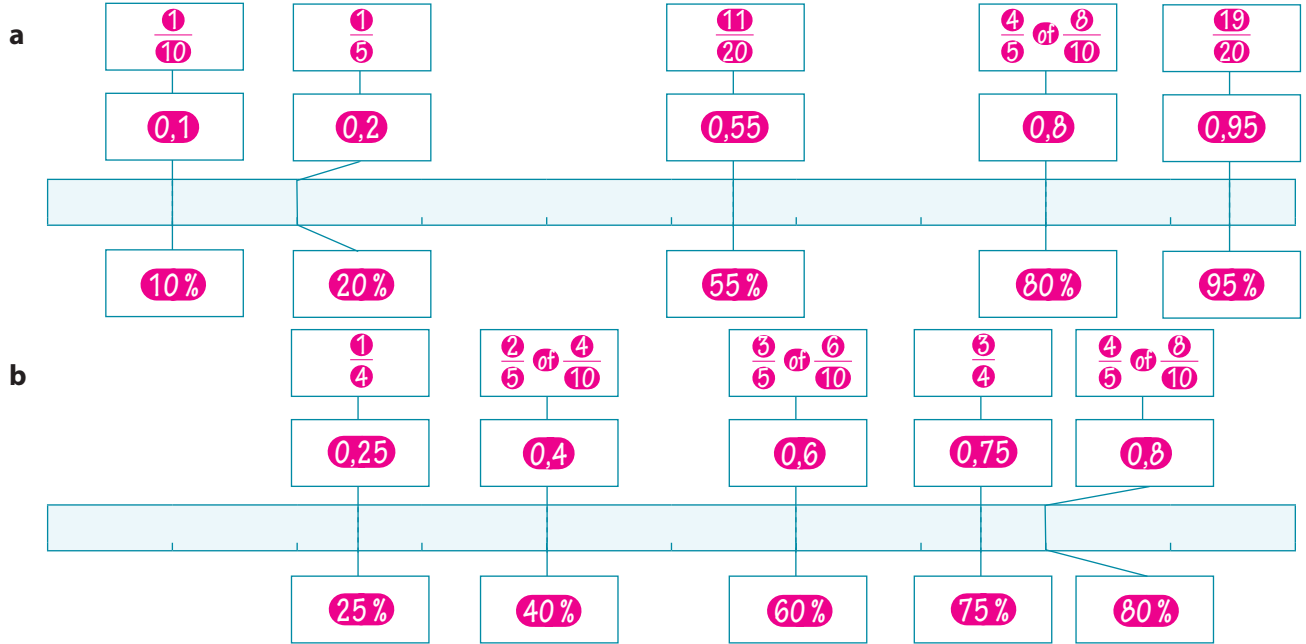 a
1/10 1/5 11/20 4/5 of 8/10 19/20
0,1 0,2 0,55 0,8 0,95
10 % 20 % 55 % 80 % 95 %
b
1/4 2/5 of 4/10 3/5 of 6/10 3/4 4/5 of 8/10
0,25 0,4 0,6 0,75 0,8
25 % 40 % 60 % 75 % 80 %